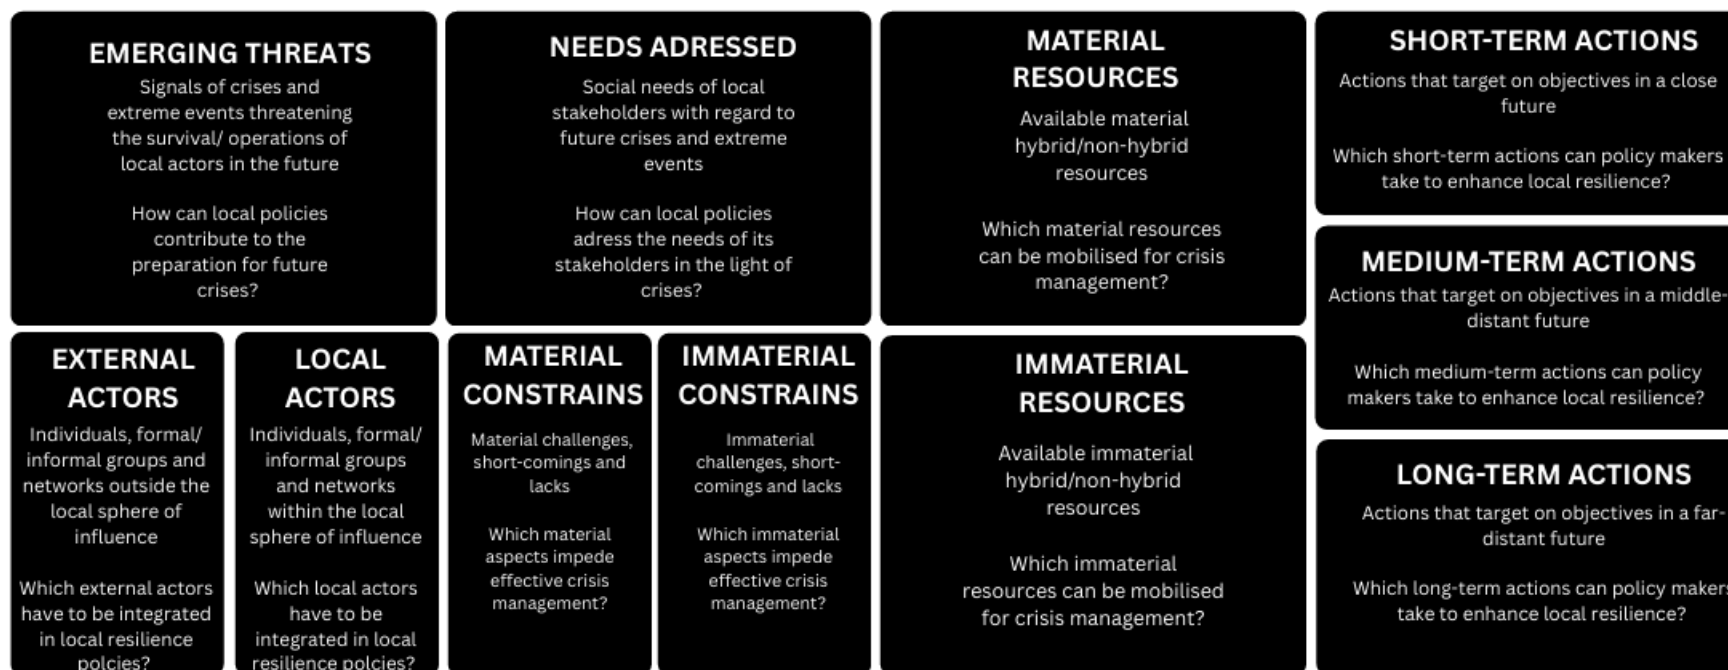 EMERGING THREATS
Signals of crises and
extreme events threatening
the survival/ operations of
local actors in the future
How can local policies
contribute to the
preparation for future
crises?
NEEDS ADRESSED
Social needs of local
stakeholders with regard to
future crises and extreme
events
How can local policies
adress the needs of its
stakeholders in the light of
crises?
MATERIAL
RESOURCES
Available material
hybrid/non-hybrid
resources
Which material resources
can be mobilised for crisis
management?
SHORT-TERM ACTIONS
Actions that target on objectives in a close
future
Which short-term actions can policy makers
take to enhance local resilience?
MEDIUM-TERM ACTIONS
Actions that target on objectives in a middle-
distant future
Which medium-term actions can policy
makers take to enhance local resilience?
LONG-TERM ACTIONS
Actions that target on objectives in a far-
distant future
Which long-term actions can policy makers
take to enhance local resilience?
EXTERNAL
ACTORS
Individuals, formal/
informal groups and
networks outside the
local sphere of
influence
Which external actors
have to be integrated
in local resilience
polcies?
LOCAL
ACTORS
Individuals, formal/
informal groups
and networks
within the local
sphere of influence
Which local actors
have to be
integrated in local
resilience polcies?
MATERIAL
CONSTRAINS
Material challenges,
short-comings and
lacks
Which material
aspects impede
effective crisis
management?
IMMATERIAL
CONSTRAINS
Immaterial
challenges, short-
comings and lacks
Which immaterial
aspects impede
effective crisis
management?
IMMATERIAL
RESOURCES
Available immaterial
hybrid/non-hybrid
resources
Which immaterial
resources can be mobilised
for crisis management?